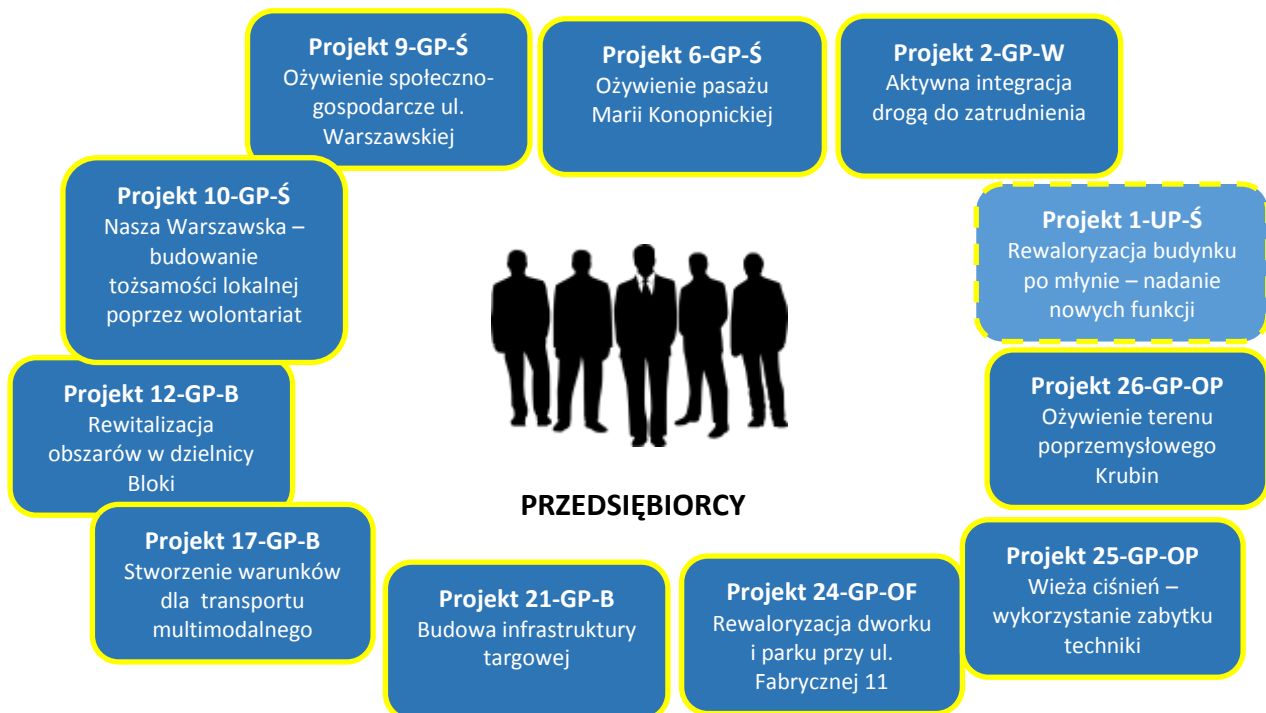 Projekt 9-GP-Ś
Ożywienie społeczno-
gospodarcze ul.
Warszawskiej
Projekt 6-GP-Ś
Ożywienie pasażu
Marii Konopnickiej
Projekt 2-GP-W
Aktywna integracja
drogą do zatrudnienia
Projekt 10-GP-Ś
Nasza Warszawska –
budowanie
tożsamości lokalnej
poprzez wolontariat
Projekt 1-UP-Ś
Rewaloryzacja budynku
po młynie – nadanie
nowych funkcji
Projekt 12-GP-B
Rewitalizacja
obszarów w dzielnicy
Bloki
Projekt 26-GP-OP
Ożywienie terenu
poprzemysłowego
Krubin
PRZEDSIĘBIORCY
Projekt 17-GP-B
Stworzenie warunków
dla transportu
multimodalnego
Projekt 21-GP-B
Budowa infrastruktury
targowej
Projekt 24-GP-OF
Rewaloryzacja dworku
i parku przy ul.
Fabrycznej 11
Projekt 25-GP-OP
Wieża ciśnień –
wykorzystanie zabytku
techniki